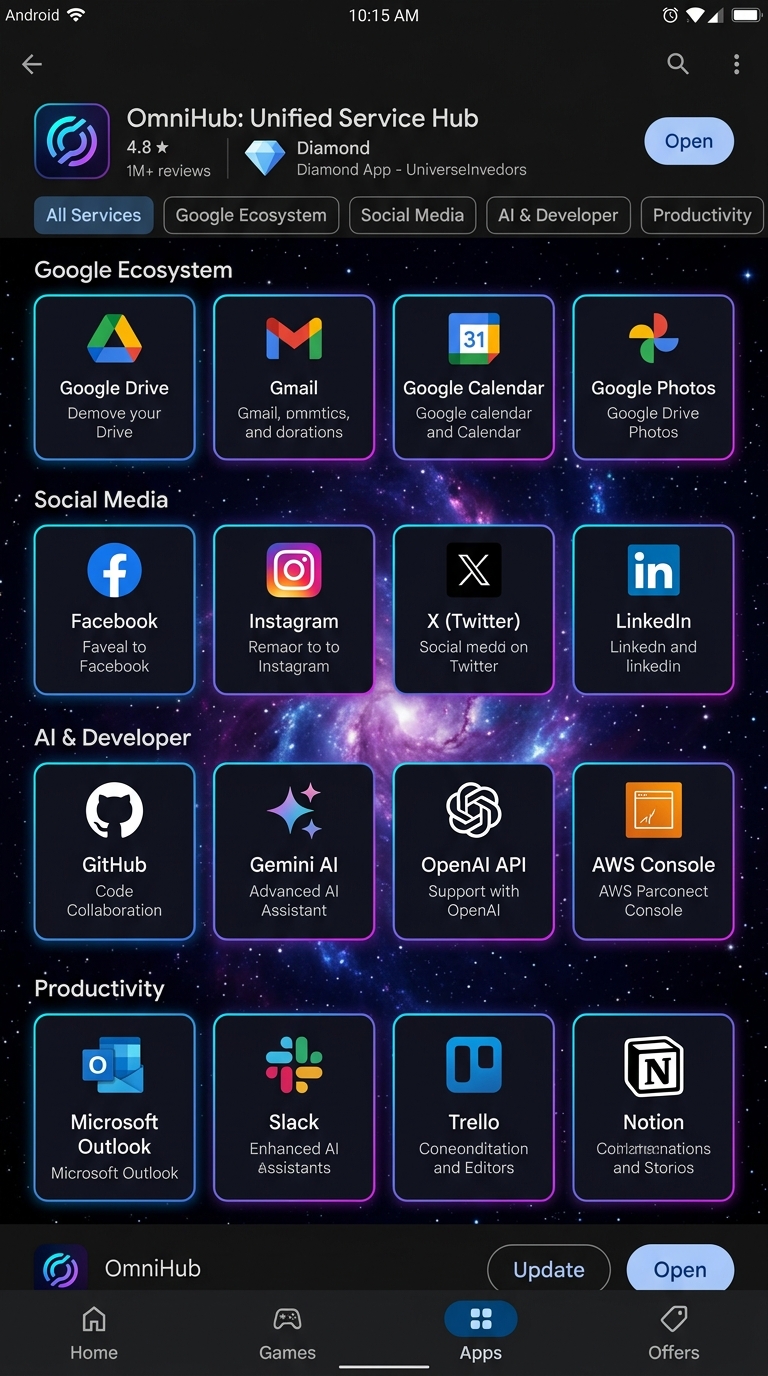 Android
10:15 AM
OmniHub: Unified Service Hub
4.8 ★
1M+ reviews
Diamond
Diamond App - UniverseInvedors
Open
All Services
Google Ecosystem
Social Media
AI & Developer
Productivity
Google Ecosystem
Google Drive
Demove your
Drive
Gmail
Gmail, pmmtics,
and dorations
31
Google Calendar
Google calendar
and Calendar
Google Photos
Google Drive
Photos
Social Media
Facebook
Faveal to
Facebook
Instagram
Remaor to to
Instagram
X (Twitter)
Social medd on
Twitter
in
LinkedIn
Linkedn and
linkedin
AI & Developer
GitHub
Code
Collaboration
Gemini AI
Advanced AI
Assistant
OpenAI API
Support with
OpenAI
AWS Console
AWS Parconect
Console
Productivity
O
Microsoft
Outlook
Microsoft Outlook
Slack
Enhanced AI
Assistants
Trello
Coneonditation
and Editors
N
Notion
and Storios
OmniHub
Update
Open
Home
Games
Apps
Offers